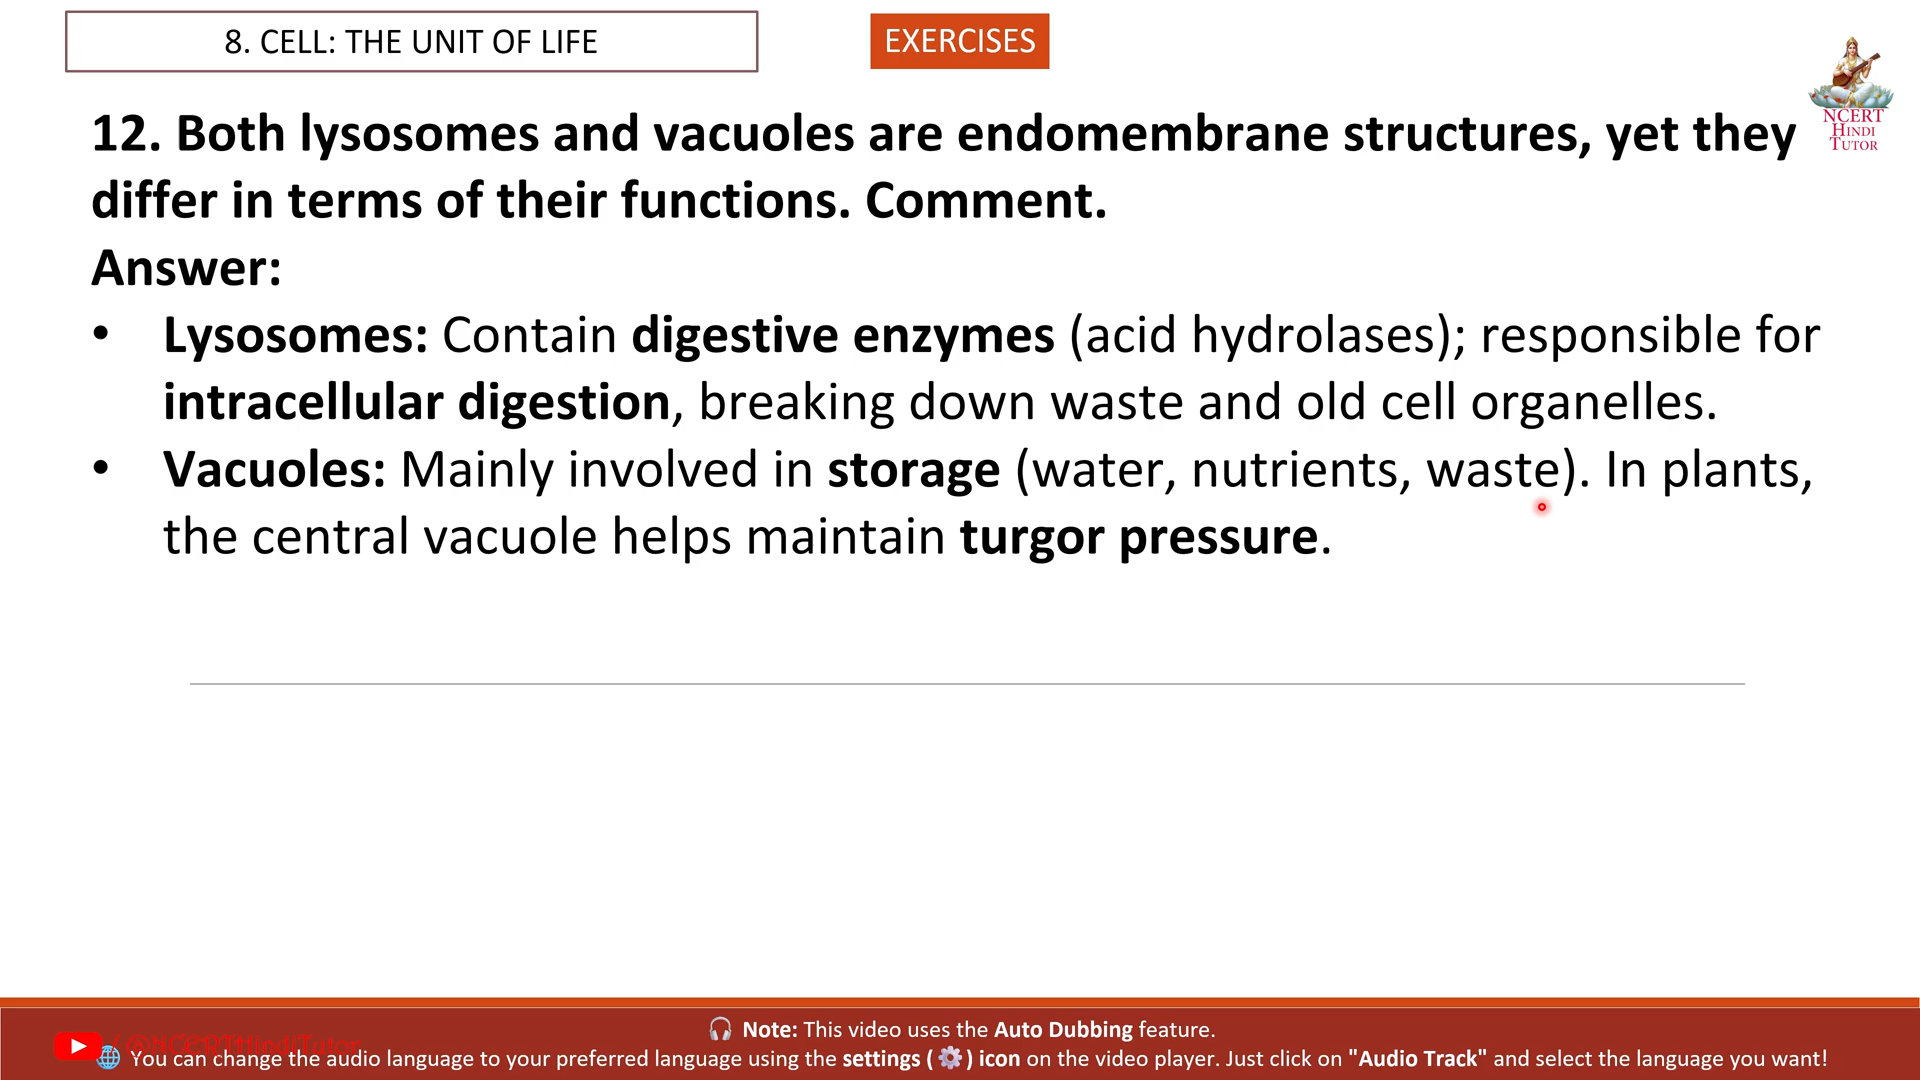 8. CELL: THE UNIT OF LIFE
EXERCISES
NCERT
HINDI
TUTOR
12. Both lysosomes and vacuoles are endomembrane structures, yet they
differ in terms of their functions. Comment.
Answer:
• Lysosomes: Contain digestive enzymes (acid hydrolases); responsible for
intracellular digestion, breaking down waste and old cell organelles.
• Vacuoles: Mainly involved in storage (water, nutrients, waste). In plants,
the central vacuole helps maintain turgor pressure.
🎧 Note: This video uses the Auto Dubbing feature.
🌐 You can change the audio language to your preferred language using the settings ( ⚙️ ) icon on the video player. Just click on "Audio Track" and select the language you want!